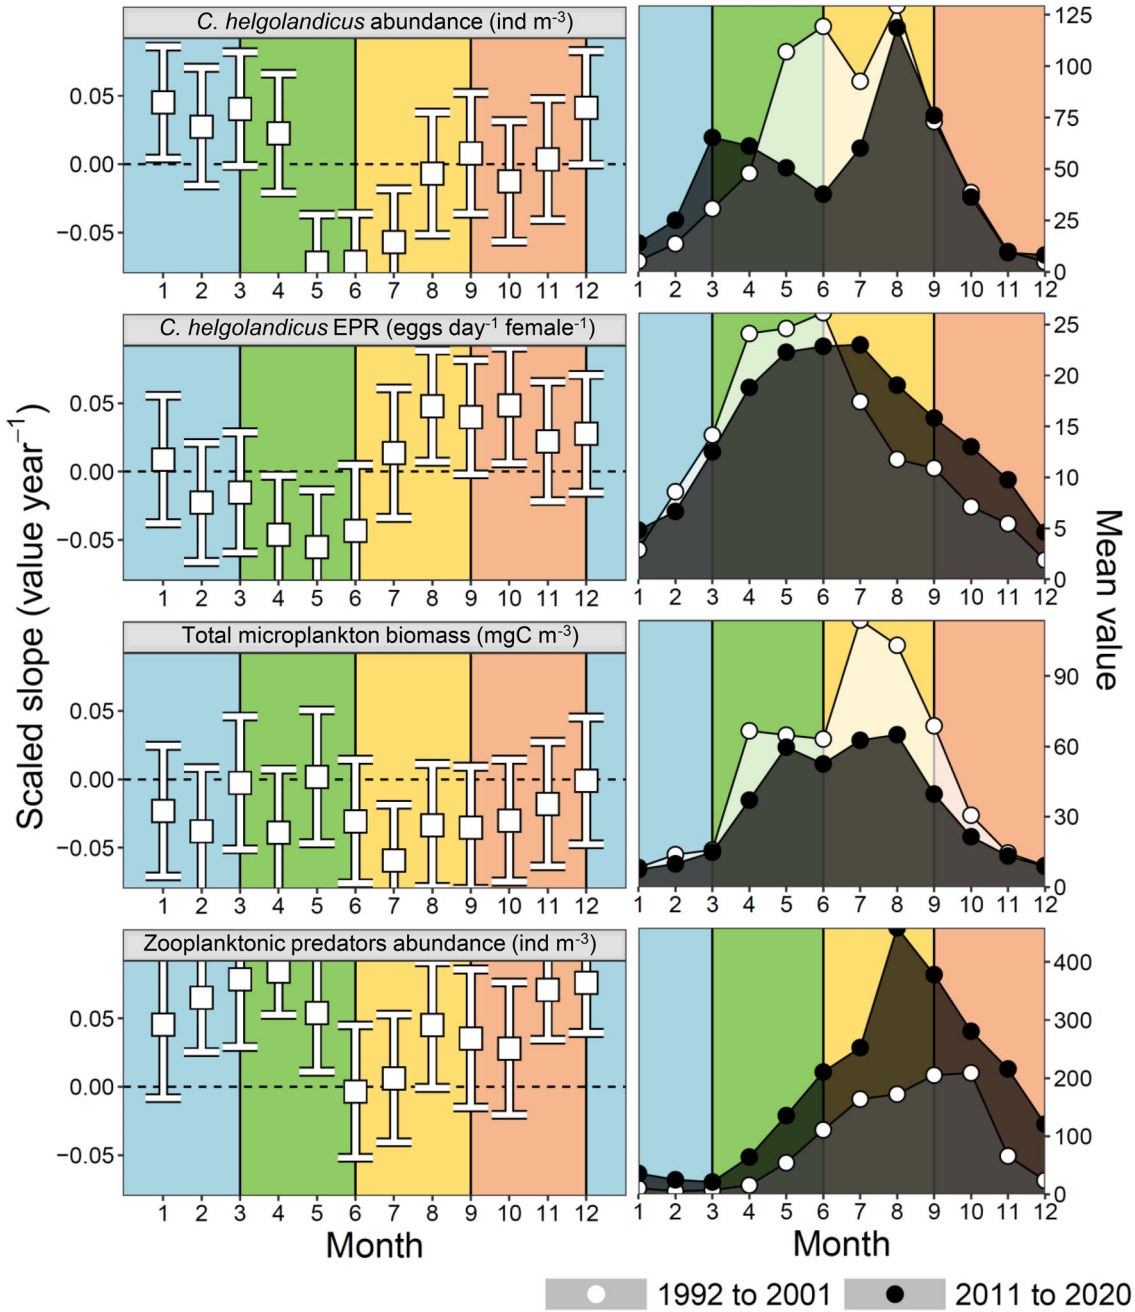 C. helgolandicus abundance (ind m-3)
0.05
0.00
−0.05
1 2 3 4 5 6 7 8 9 10 11 12
125
100
75
50
25
0
1 2 3 4 5 6 7 8 9 10 11 12
C. helgolandicus EPR (eggs day-1 female-1)
0.05
0.00
−0.05
1 2 3 4 5 6 7 8 9 10 11 12
25
20
15
10
5
0
1 2 3 4 5 6 7 8 9 10 11 12
Total microplankton biomass (mgC m-3)
0.05
0.00
−0.05
1 2 3 4 5 6 7 8 9 10 11 12
90
60
30
0
1 2 3 4 5 6 7 8 9 10 11 12
Zooplanktonic predators abundance (ind m-3)
0.05
0.00
−0.05
1 2 3 4 5 6 7 8 9 10 11 12
400
300
200
100
0
1 2 3 4 5 6 7 8 9 10 11 12
Scaled slope (value year−1)
Mean value
Month
Month
1992 to 2001
2011 to 2020